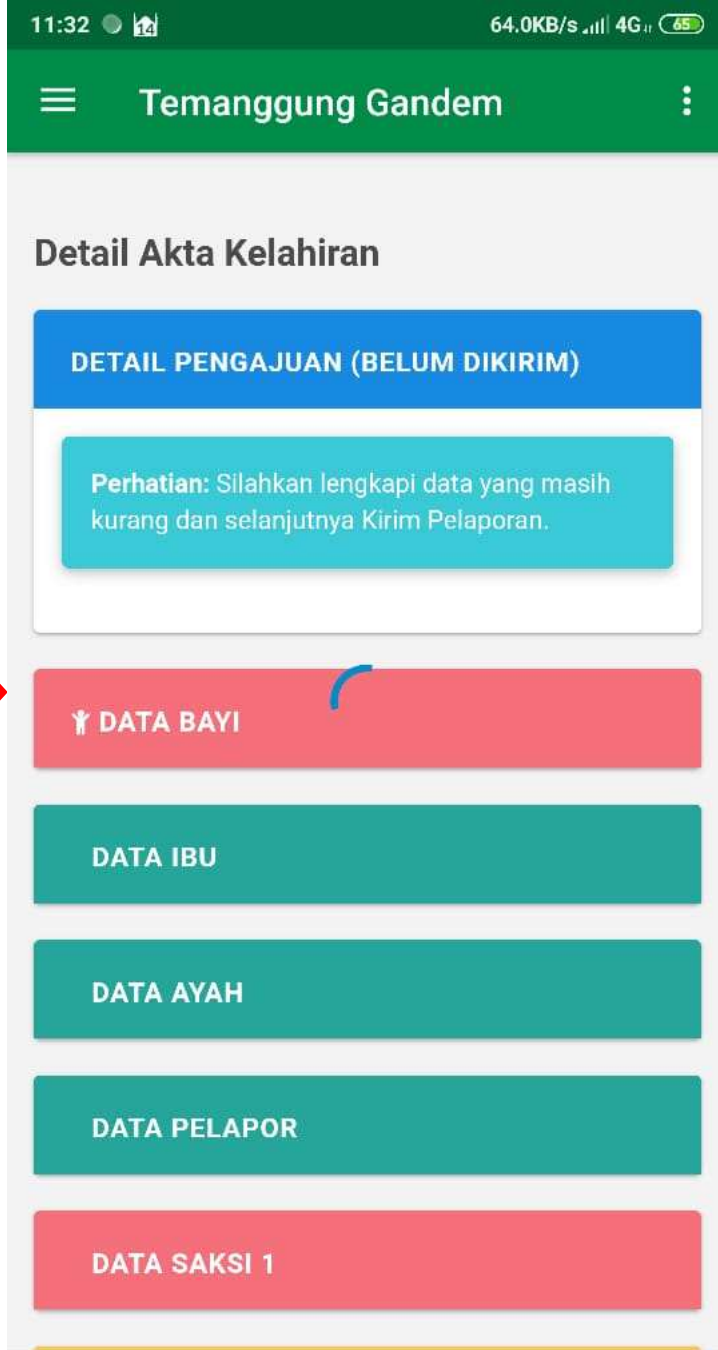 11:32 14 64.0KB/s 4G 65
Temanggung Gandem
Detail Akta Kelahiran
DETAIL PENGAJUAN (BELUM DIKIRIM)
Perhatian: Silahkan lengkapi data yang masih
kurang dan selanjutnya Kirim Pelaporan.
DATA BAYI
DATA IBU
DATA AYAH
DATA PELAPOR
DATA SAKSI 1